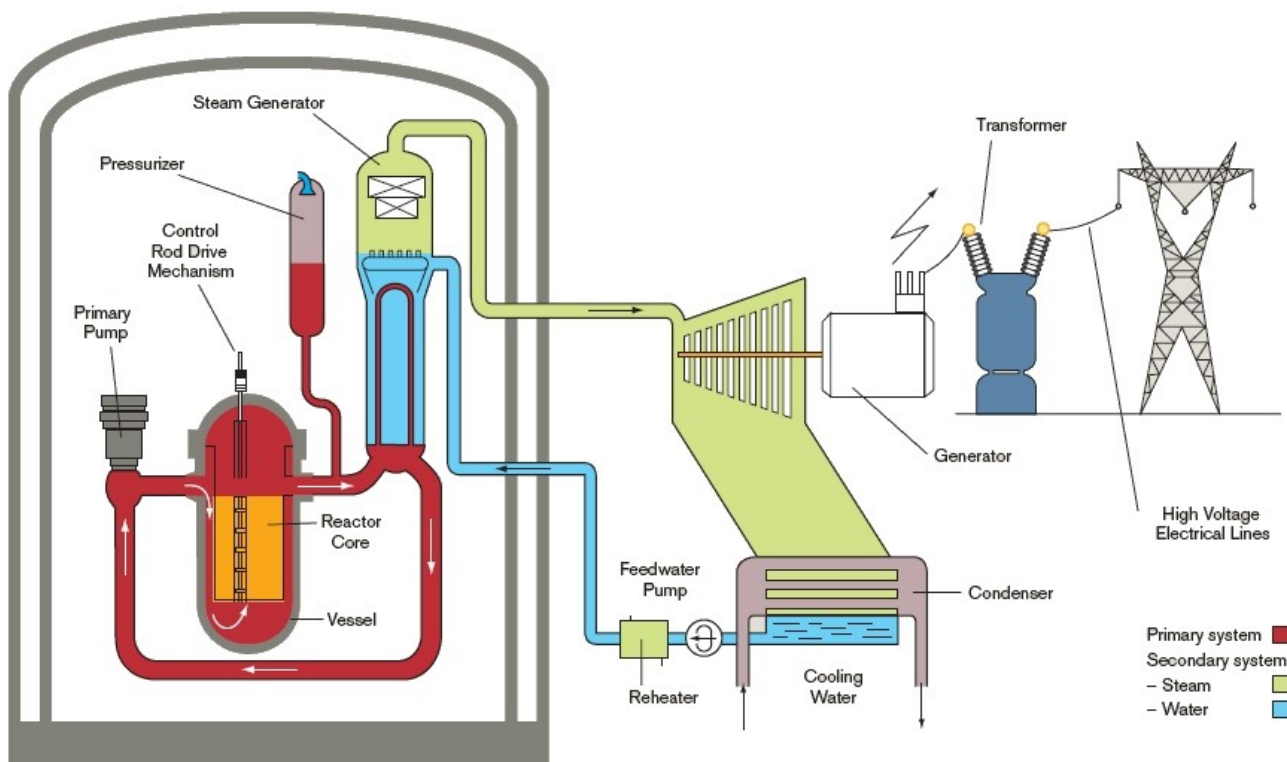 Steam Generator
Transformer
Pressurizer
Control
Rod Drive
Mechanism
Primary
Pump
Generator
High Voltage
Electrical Lines
Reactor
Core
Feedwater
Pump
Condenser
Vessel
Reheater
Cooling
Water
Primary system
Secondary system
– Steam
– Water